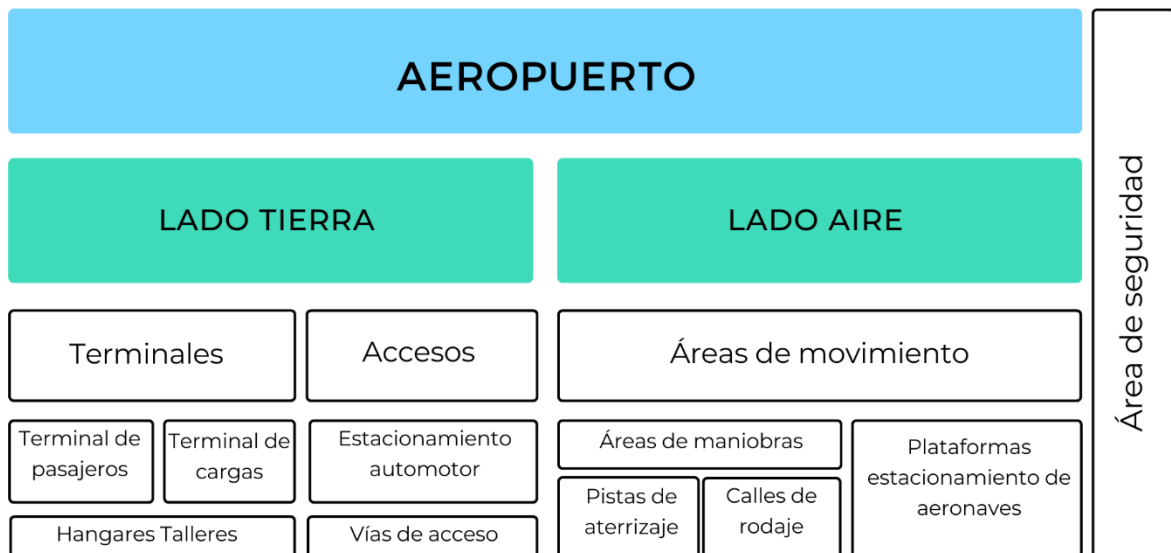 AEROPUERTO
LADO TIERRA
LADO AIRE
Terminales
Accesos
Áreas de movimiento
Terminal de
pasajeros
Terminal de
cargas
Estacionamiento
automotor
Áreas de maniobras
Plataformas
estacionamiento de
aeronaves
Hangares Talleres
Vías de acceso
Pistas de
aterrizaje
Calles de
rodaje
Área de seguridad